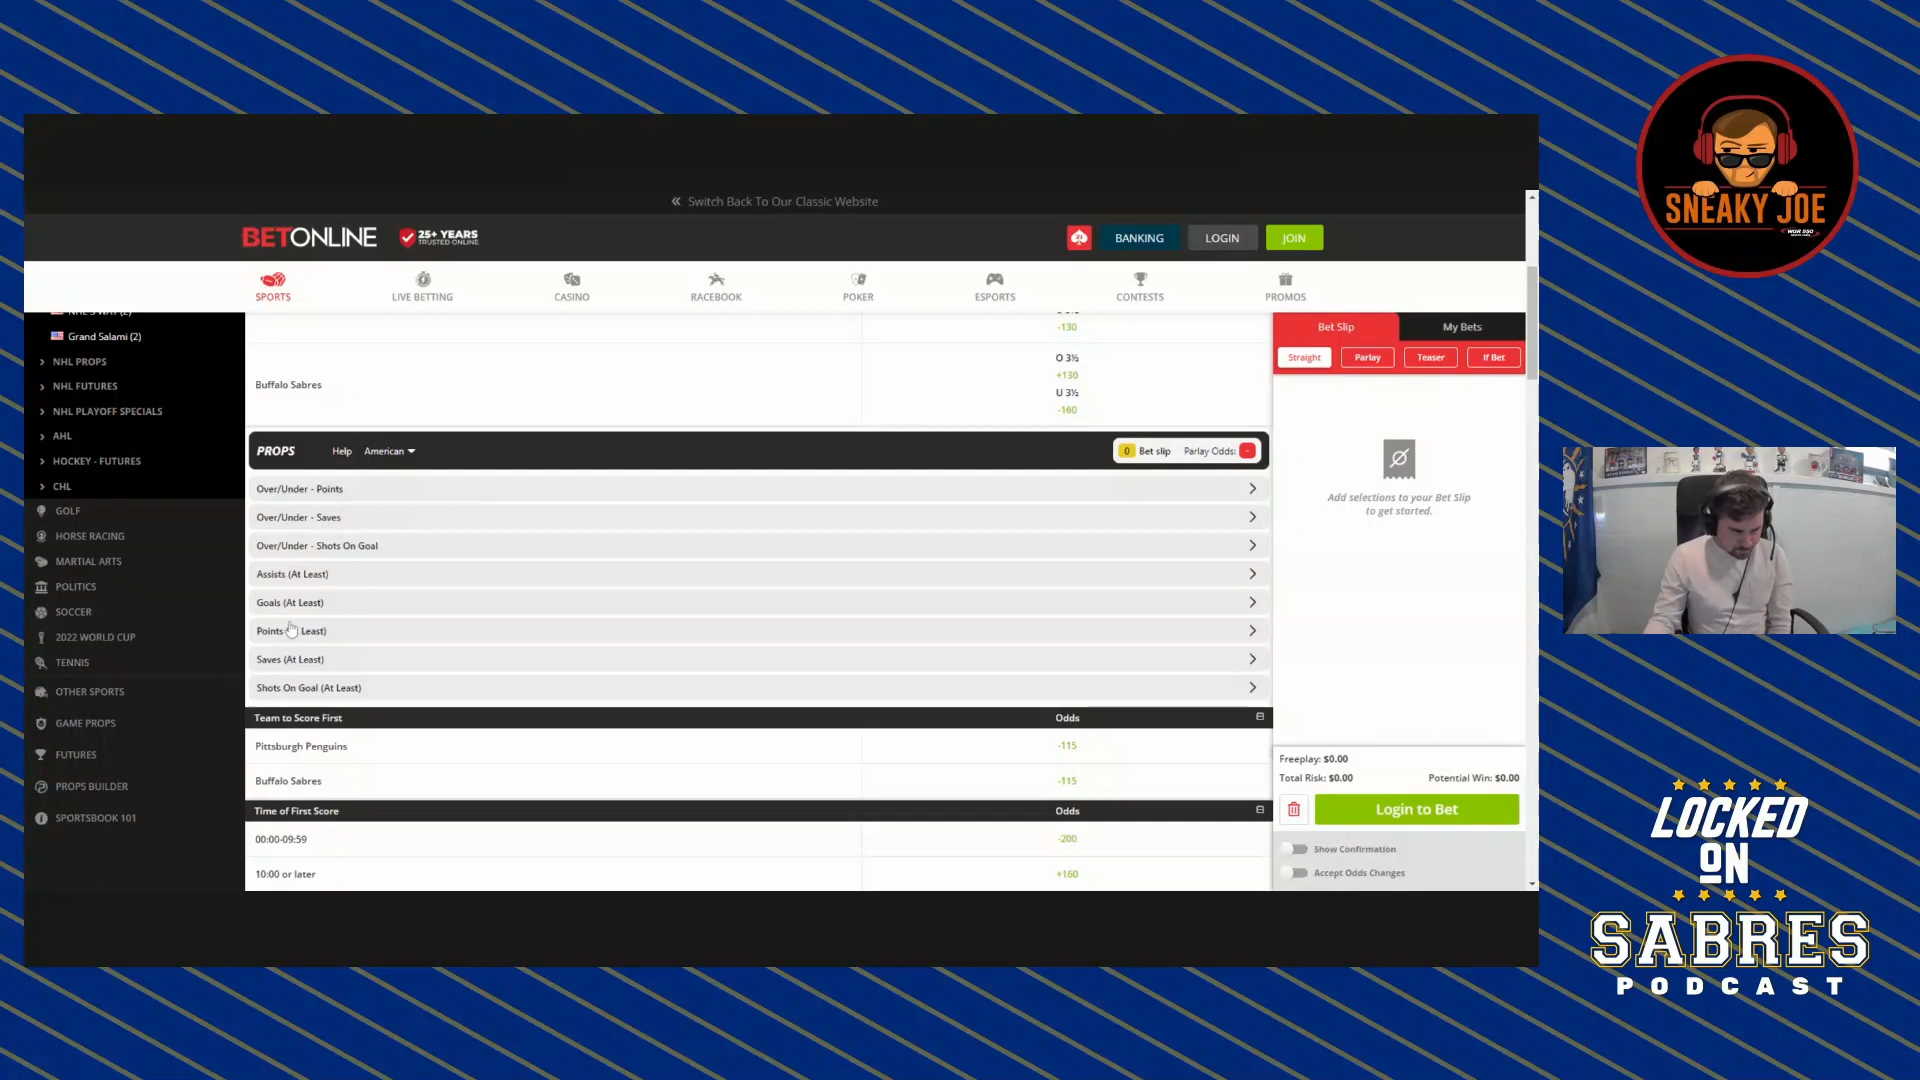 Switch Back To Our Classic Website
BETONLINE
25+ YEARS
TRUSTED ONLINE
BANKING
LOGIN
JOIN
SPORTS
LIVE BETTING
CASINO
RACEBOOK
POKER
ESPORTS
CONTESTS
PROMOS
Grand Salami (2)
NHL PROPS
NHL FUTURES
NHL PLAYOFF SPECIALS
AHL
HOCKEY - FUTURES
CHL
GOLF
HORSE RACING
MARTIAL ARTS
POLITICS
SOCCER
2022 WORLD CUP
TENNIS
OTHER SPORTS
GAME PROPS
FUTURES
PROPS BUILDER
SPORTSBOOK 101
-130
Buffalo Sabres
O 3½
+130
U 3½
-160
PROPS Help American 0 Bet slip Parlay Odds: -
Over/Under - Points
Over/Under - Saves
Over/Under - Shots On Goal
Assists (At Least)
Goals (At Least)
Points Least)
Saves (At Least)
Shots On Goal (At Least)
Team to Score First Odds
Pittsburgh Penguins -115
Buffalo Sabres -115
Time of First Score Odds
00:00-09:59 -200
10:00 or later +160
Bet Slip My Bets
Straight Parlay Teaser If Bet
Add selections to your Bet Slip
to get started.
Freeplay: $0.00
Total Risk: $0.00 Potential Win: $0.00
Login to Bet
Show Confirmation
Accept Odds Changes
SNEAKY JOE
WGR 550
LOCKED
ON
SABRES
PODCAST